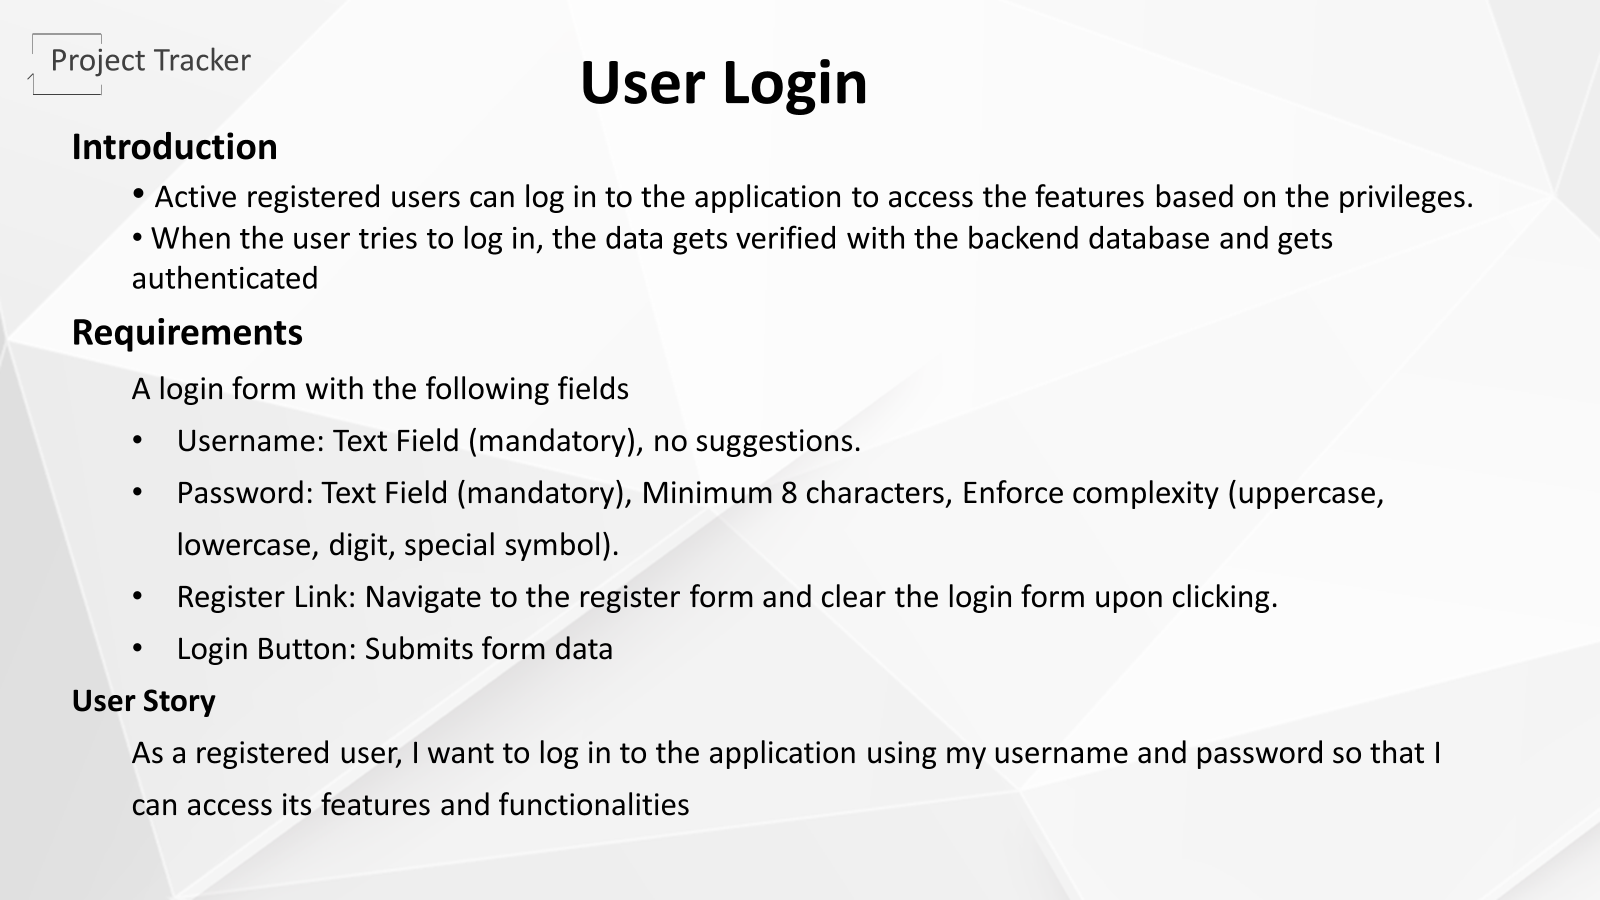 Project Tracker
User Login
Introduction
• Active registered users can log in to the application to access the features based on the privileges.
• When the user tries to log in, the data gets verified with the backend database and gets
authenticated
Requirements
A login form with the following fields
• Username: Text Field (mandatory), no suggestions.
• Password: Text Field (mandatory), Minimum 8 characters, Enforce complexity (uppercase,
lowercase, digit, special symbol).
• Register Link: Navigate to the register form and clear the login form upon clicking.
• Login Button: Submits form data
User Story
As a registered user, I want to log in to the application using my username and password so that I
can access its features and functionalities